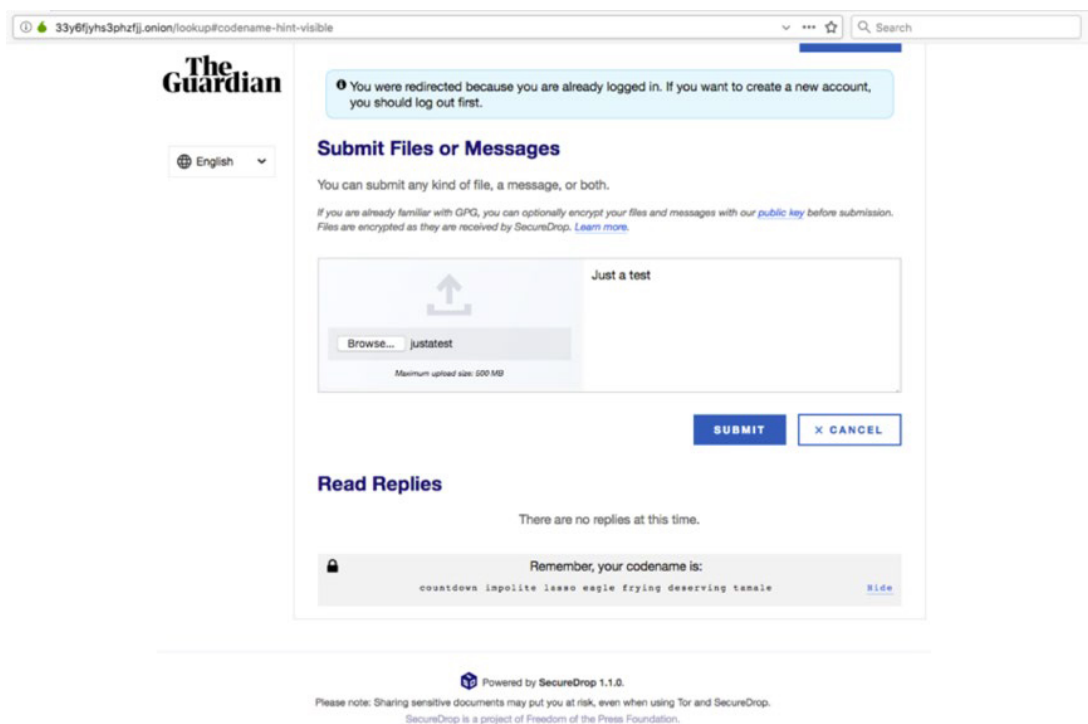 33y6fjyhs3phzfjj.onion/lookup#codename-hint-visible
Search
The
Guardian
You were redirected because you are already logged in. If you want to create a new account,
you should log out first.
English
Submit Files or Messages
You can submit any kind of file, a message, or both.
If you are already familiar with GPG, you can optionally encrypt your files and messages with our public key before submission.
Files are encrypted as they are received by SecureDrop. Learn more.
Just a test
Browse... justatest
Maximum upload size: 500 MB
SUBMIT
X CANCEL
Read Replies
There are no replies at this time.
Remember, your codename is:
countdown impolite lasso eagle frying deserving tamale
Hide
Powered by SecureDrop 1.1.0.
Please note: Sharing sensitive documents may put you at risk, even when using Tor and SecureDrop.
SecureDrop is a project of Freedom of the Press Foundation.